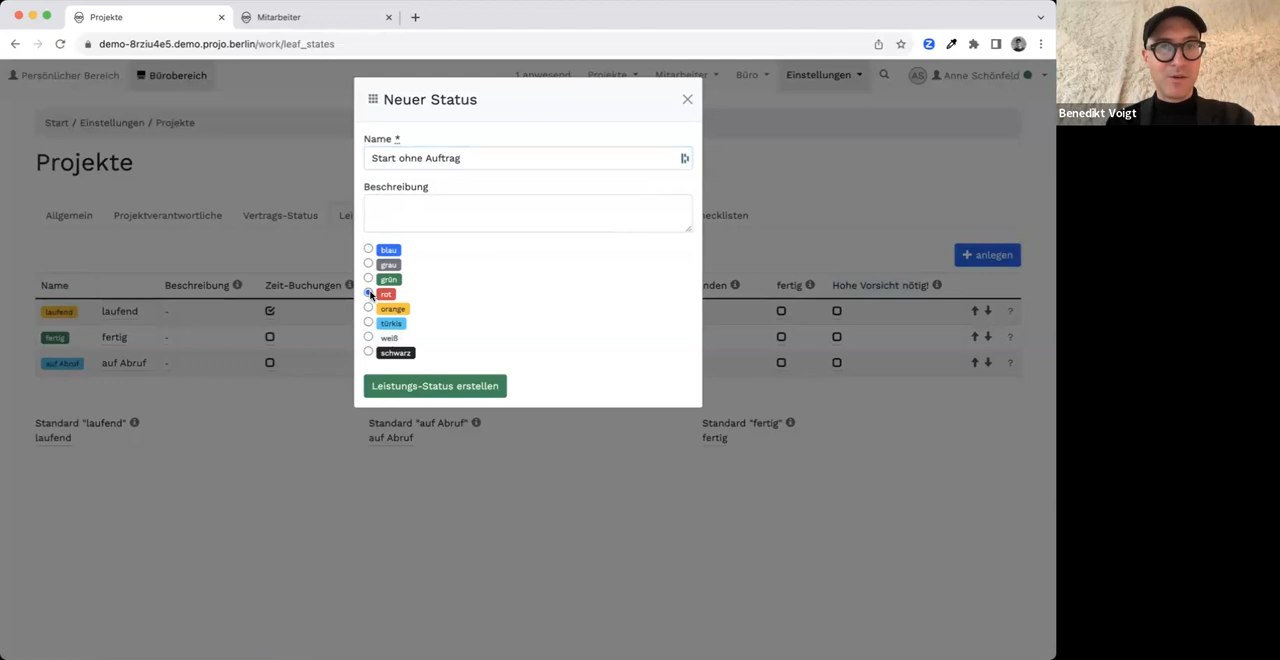 Projekte
Mitarbeiter
demo-8rziu4e5.demo.projo.berlin/work/leaf_states
Persönlicher Bereich
Bürobereich
1 anwesend
Projekte
Mitarbeiter
Büro
Einstellungen
AS
Anne Schönfeld
Start / Einstellungen / Projekte
Projekte
Allgemein
Projektverantwortliche
Vertrags-Status
Lei
hecklisten
+ anlegen
Name
Beschreibung
Zeit-Buchungen
nden
fertig
Hohe Vorsicht nötig!
laufend
laufend
-
?
fertig
fertig
-
?
auf Abruf
auf Abruf
-
?
Standard "laufend"
laufend
Standard "auf Abruf"
auf Abruf
Standard "fertig"
fertig
Neuer Status
Name *
Start ohne Auftrag
Beschreibung
blau
grau
grün
rot
orange
türkis
weiß
schwarz
Leistungs-Status erstellen
Benedikt Voigt